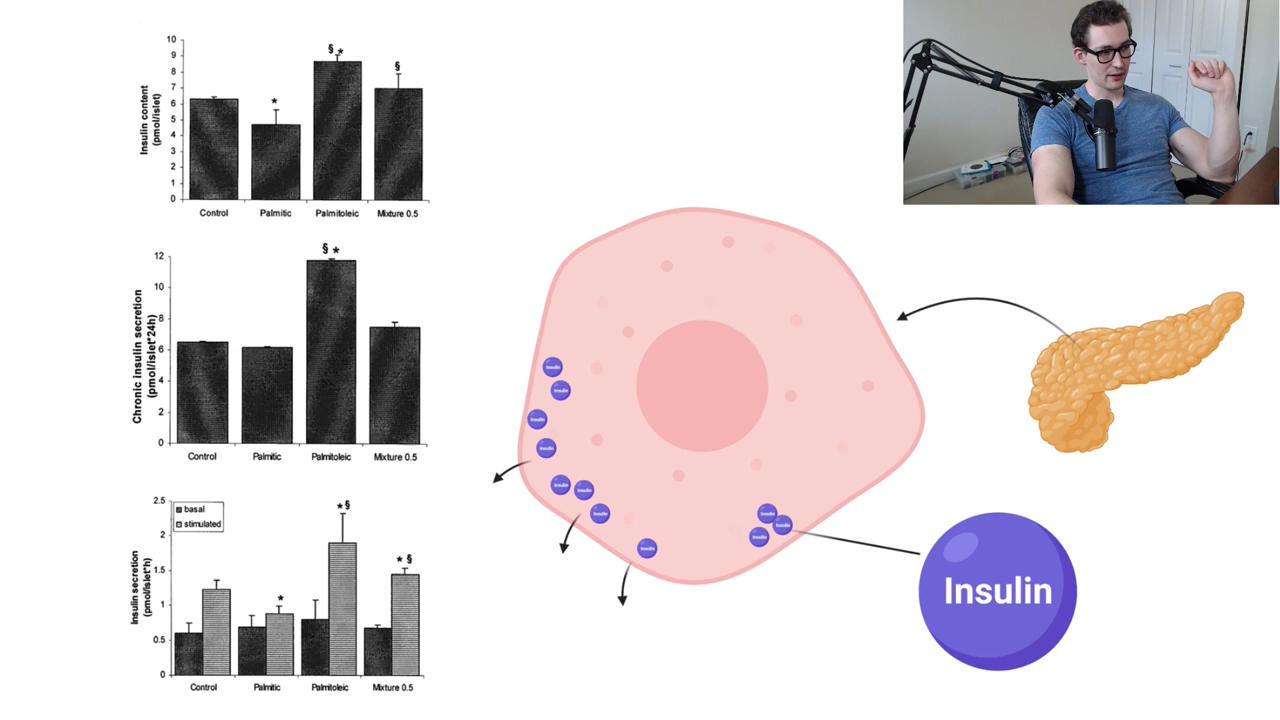 Insulin content
(pmol/islet)
10
9
8
7
6
5
4
3
2
1
0
§ *
*
§
Control Palmitic Palmitoleic Mixture 0.5
Chronic insulin secretion
(pmol/islet*24h)
12
10
8
6
4
2
0
§ *
Control Palmitic Palmitoleic Mixture 0.5
Insulin secretion
(pmol/islet*h)
2.5
2
1.5
1
0.5
0
basal
stimulated
*
* §
* §
Control Palmitic Palmitoleic Mixture 0.5
Insulin
Insulin
Insulin
Insulin
Insulin
Insulin
Insulin
Insulin
Insulin
Insulin
Insulin
Insulin